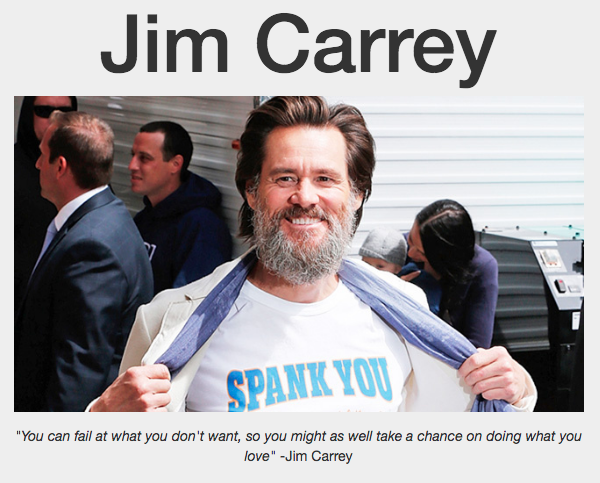 Jim Carrey
SPANK YOU
"You can fail at what you don't want, so you might as well take a chance on doing what you
love" -Jim Carrey